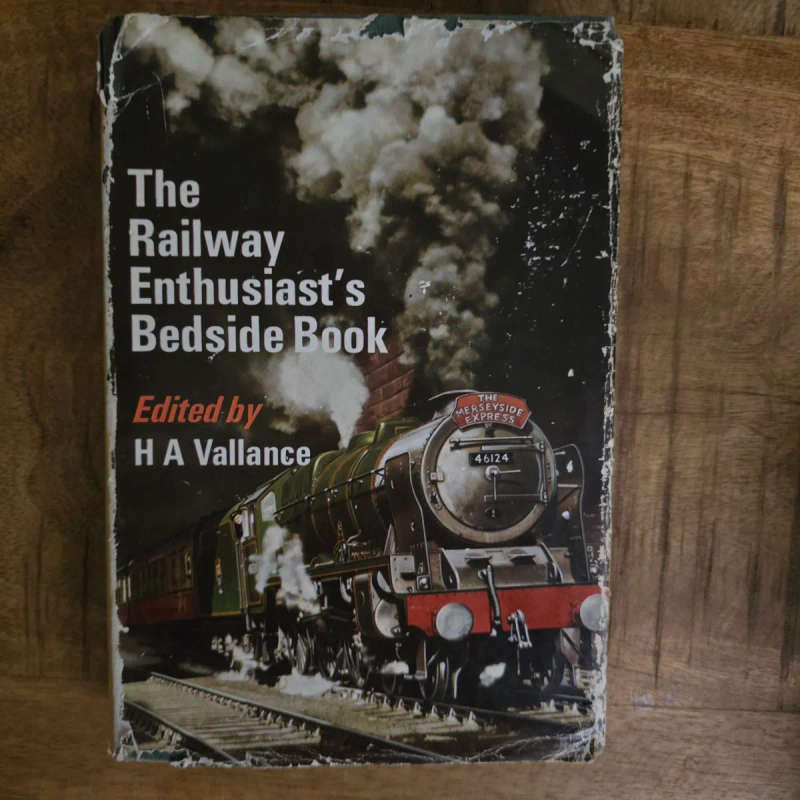 The
Railway
Enthusiast's
Bedside Book
Edited by
H A Vallance
THE
MERSEYSIDE
EXPRESS
46124